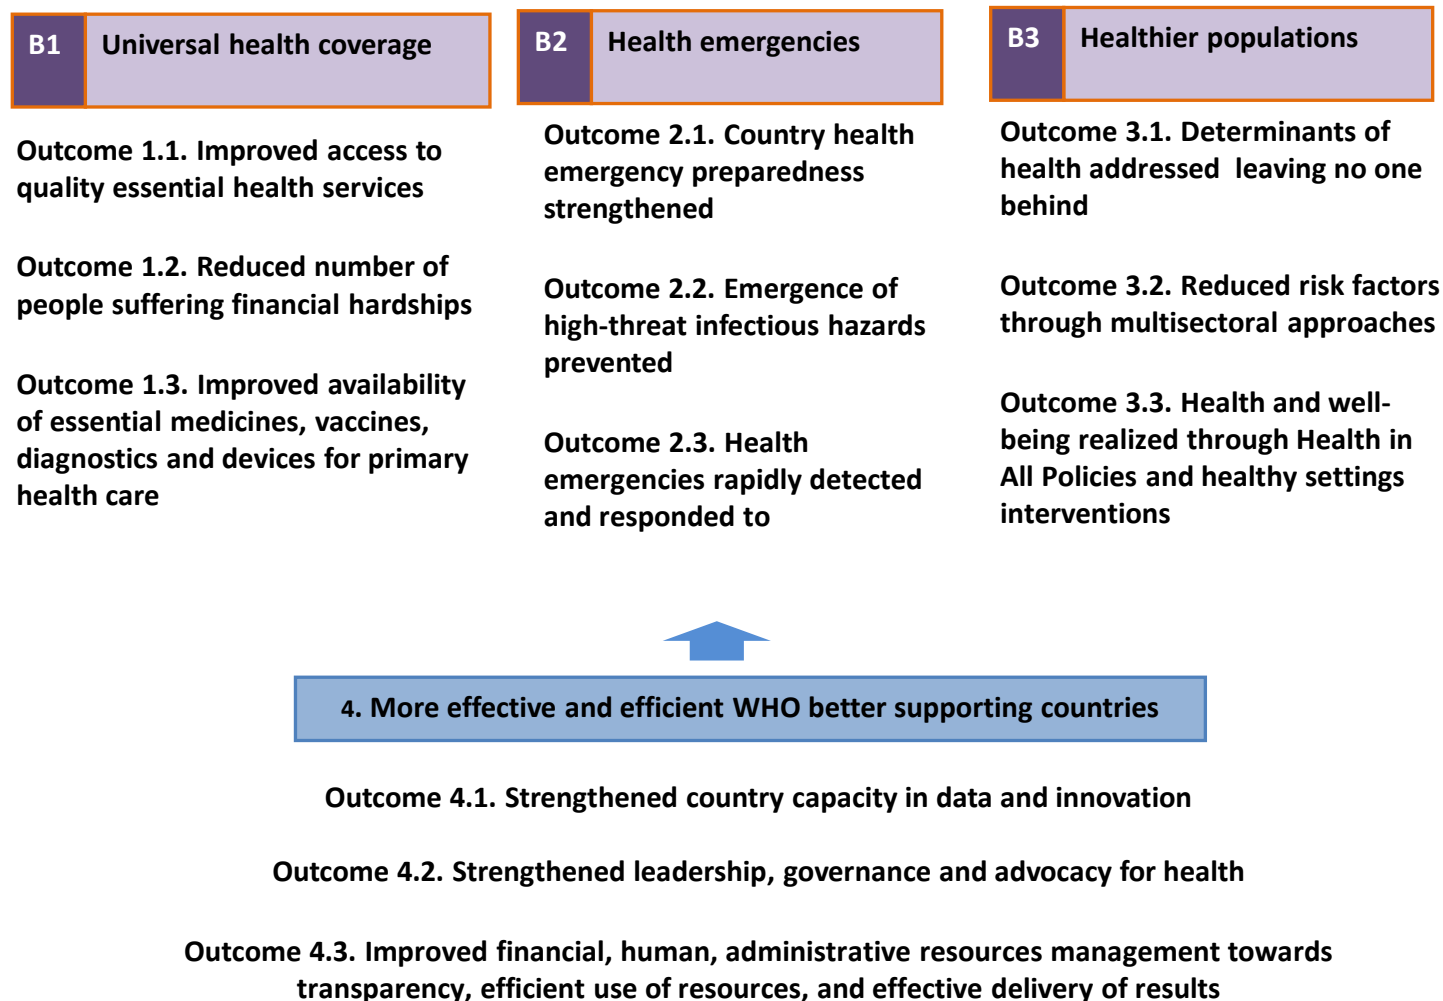 B1 Universal health coverage
Outcome 1.1. Improved access to
quality essential health services
Outcome 1.2. Reduced number of
people suffering financial hardships
Outcome 1.3. Improved availability
of essential medicines, vaccines,
diagnostics and devices for primary
health care
B2 Health emergencies
Outcome 2.1. Country health
emergency preparedness
strengthened
Outcome 2.2. Emergence of
high-threat infectious hazards
prevented
Outcome 2.3. Health
emergencies rapidly detected
and responded to
B3 Healthier populations
Outcome 3.1. Determinants of
health addressed leaving no one
behind
Outcome 3.2. Reduced risk factors
through multisectoral approaches
Outcome 3.3. Health and well-
being realized through Health in
All Policies and healthy settings
interventions
4. More effective and efficient WHO better supporting countries
Outcome 4.1. Strengthened country capacity in data and innovation
Outcome 4.2. Strengthened leadership, governance and advocacy for health
Outcome 4.3. Improved financial, human, administrative resources management towards
transparency, efficient use of resources, and effective delivery of results